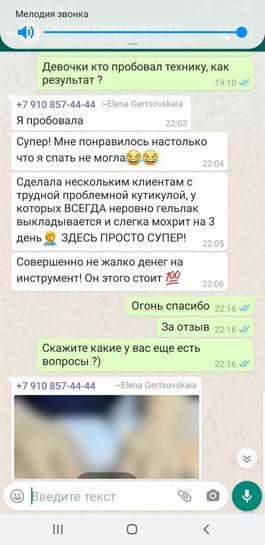 Мелодия звонка
Девочки кто пробовал технику, как
результат ?
19:10
+7 910 857-44-44 ~Elena Gertsovskaia
Я пробовала
22:03
Супер! Мне понравилось настолько
что я спать не могла😂😂
22:04
Сделала нескольким клиентам с
трудной проблемной кутикулой, у
которых ВСЕГДА неровно гельлак
выкладывается и слегка мохрит на 3
день🤦 ЗДЕСЬ ПРОСТО СУПЕР!
22:05
Совершенно не жалко денег на
инструмент! Он этого стоит 💯
22:06
Огонь спасибо 22:16
За отзыв 22:16
Скажите какие у вас еще есть
вопросы ?)
22:16
+7 910 857-44-44 ~Elena Gertsovskaia
Введите текст